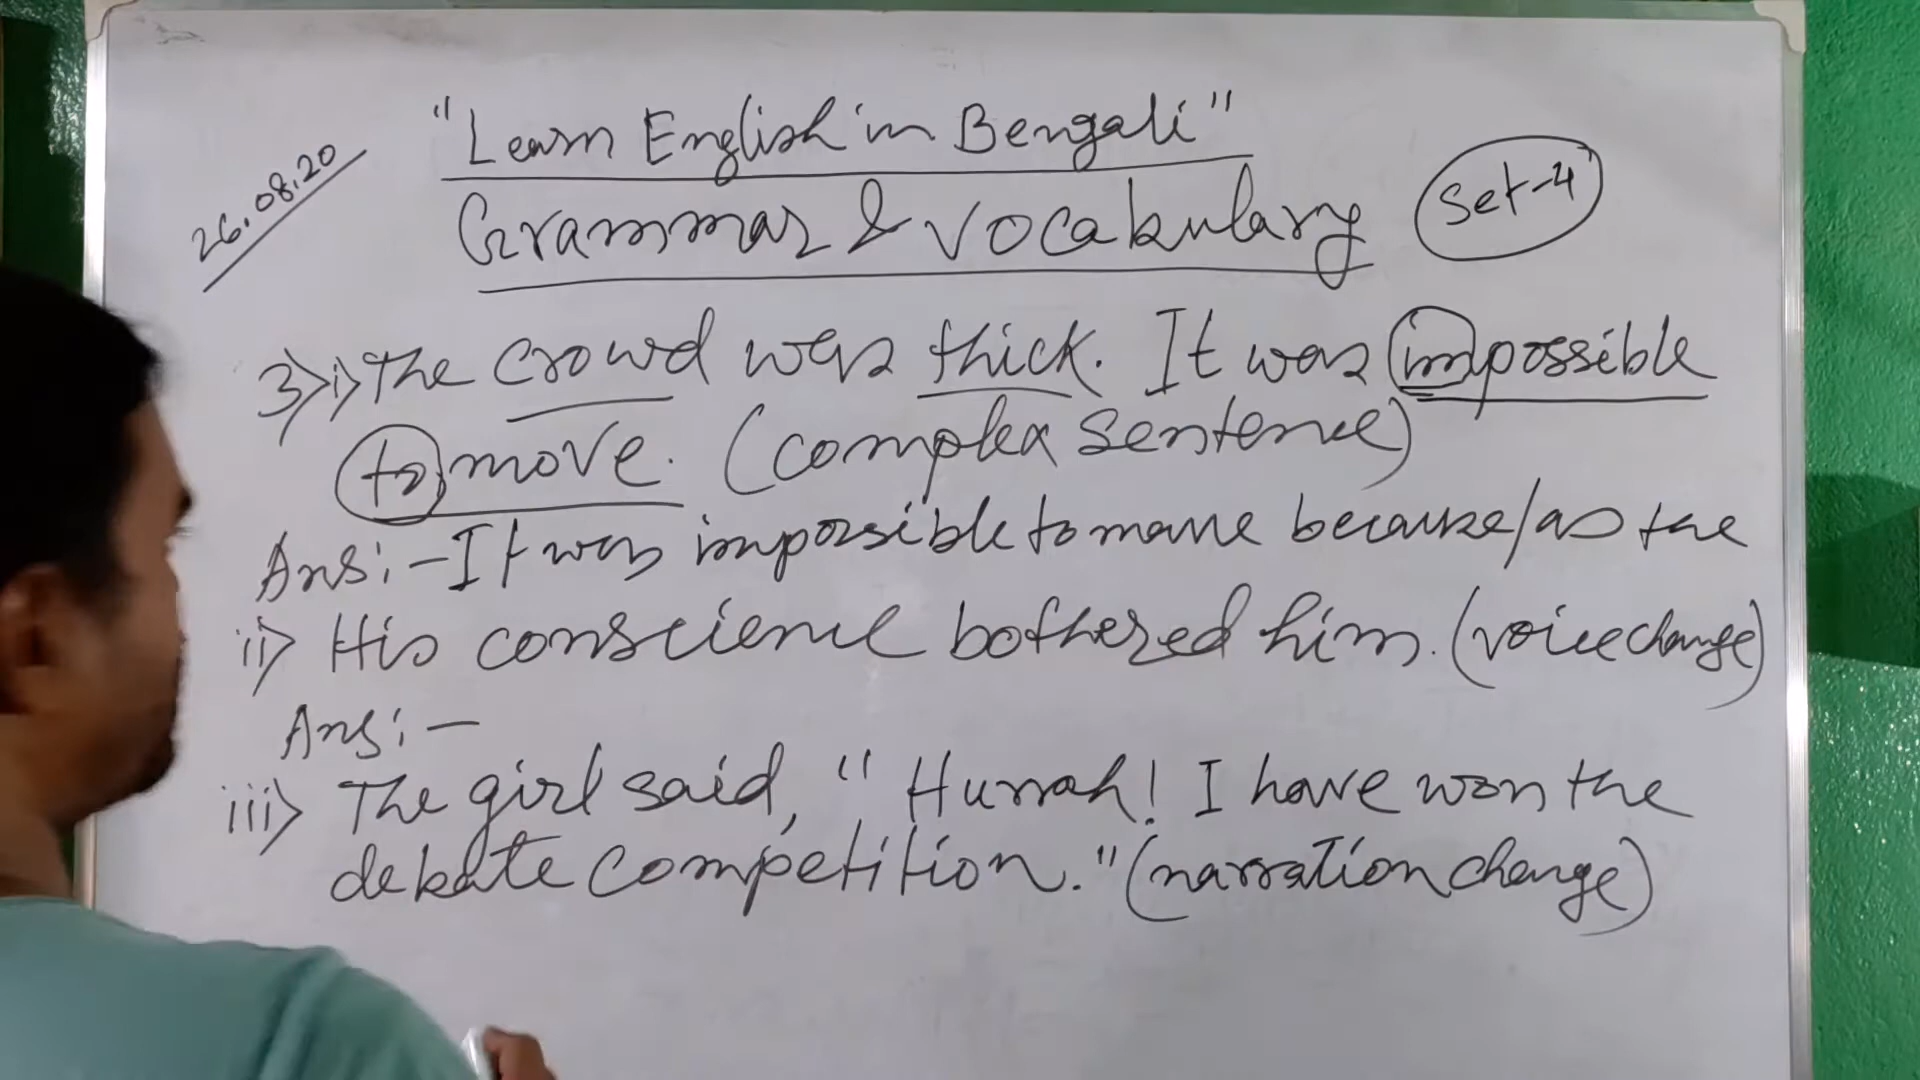 26.08.20
"Learn English in Bengali"
Grammar & Vocabulary
Set-4
3) i) The crowd was thick. It was impossible
to move. (complex sentence)
Ans:- It was impossible to move because/as the
ii) His conscience bothered him. (voice change)
Ans:-
iii) The girl said, "Hurrah! I have won the
debate competition." (narration change)